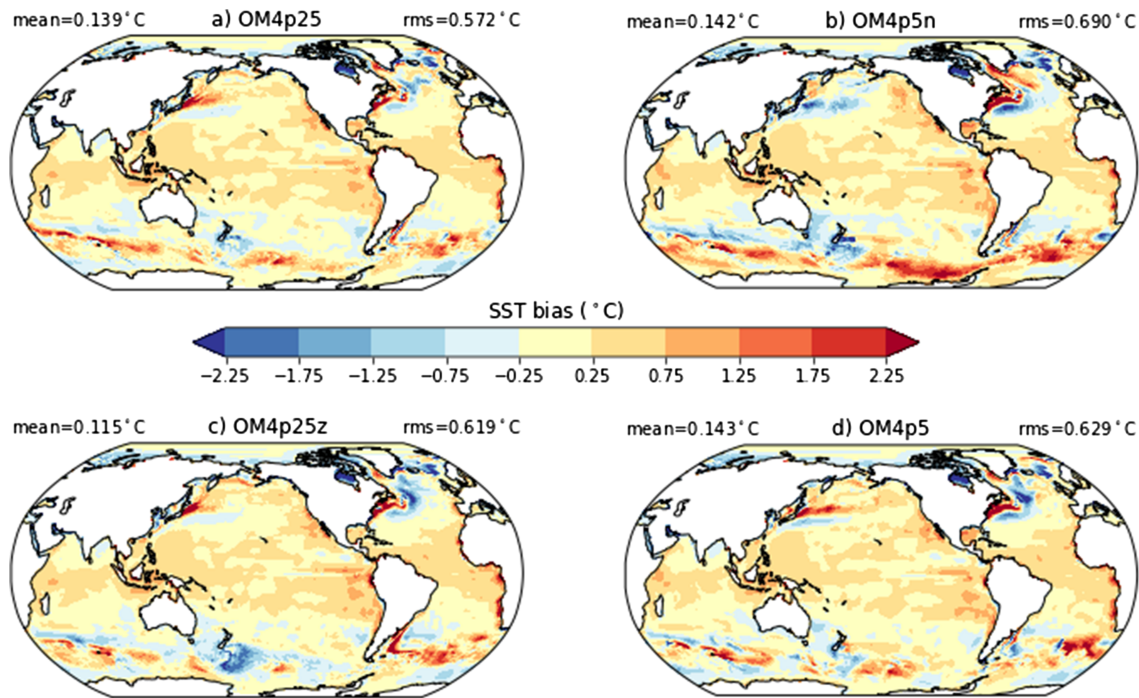 mean=0.139°C a) OM4p25 rms=0.572°C
mean=0.142°C b) OM4p5n rms=0.690°C
SST bias (°C)
−2.25 −1.75 −1.25 −0.75 −0.25 0.25 0.75 1.25 1.75 2.25
mean=0.115°C c) OM4p25z rms=0.619°C
mean=0.143°C d) OM4p5 rms=0.629°C